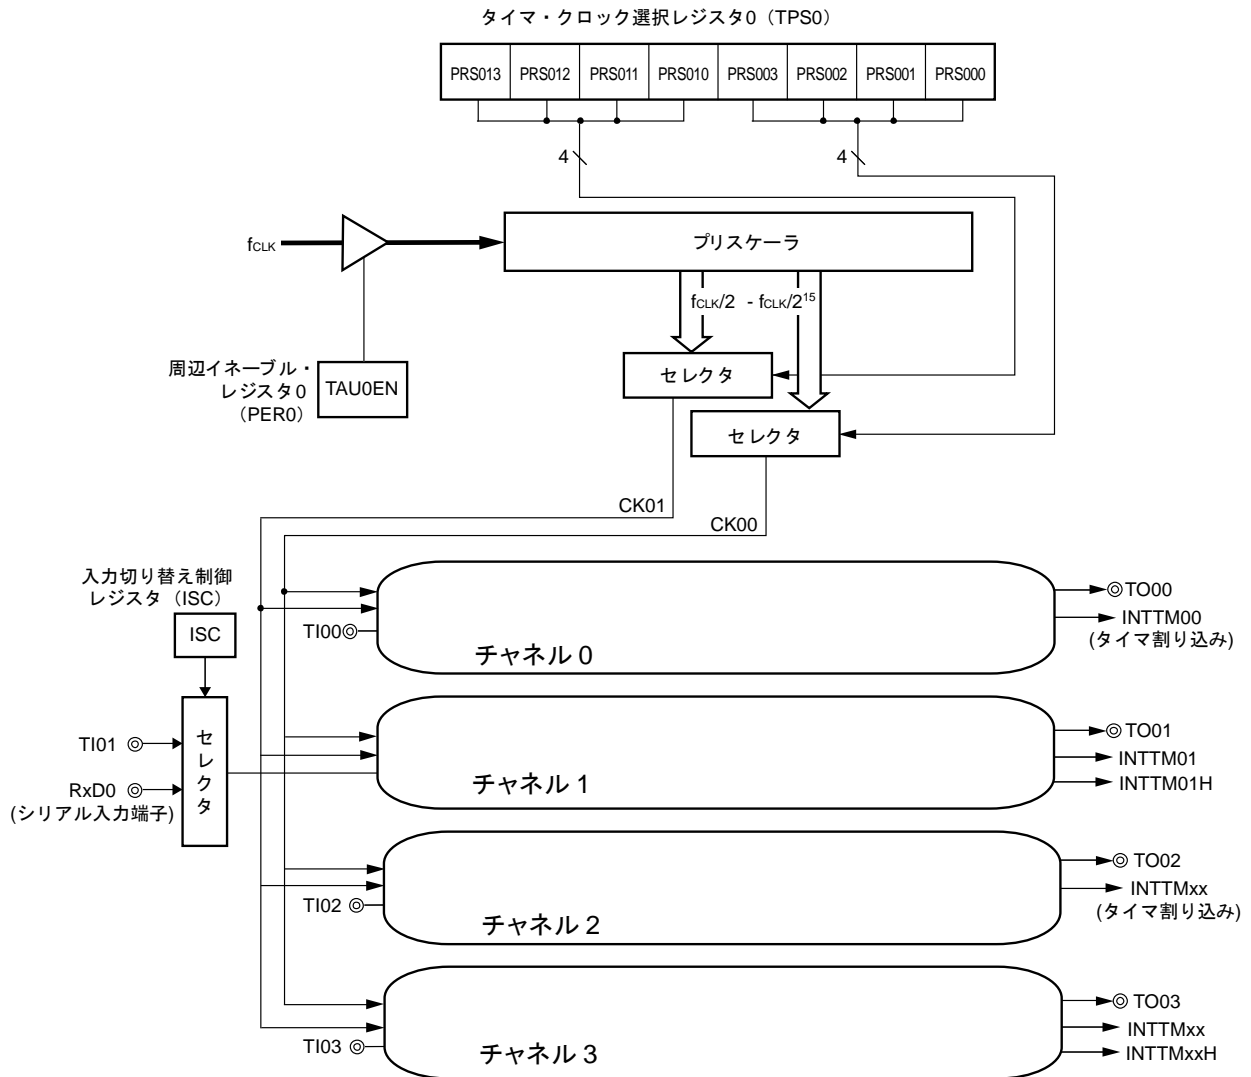 タイマ・クロック選択レジスタ0（TPS0）
PRS013 PRS012 PRS011 PRS010 PRS003 PRS002 PRS001 PRS000
4 4
fCLK
プリスケーラ
fCLK/2 - fCLK/2¹⁵
周辺イネーブル・
レジスタ0
（PER0）
TAU0EN
セレクタ
セレクタ
CK01
CK00
入力切り替え制御
レジスタ（ISC）
ISC
TI00
チャネル 0
TO00
INTTM00
(タイマ割り込み)
TI01
RxD0
(シリアル入力端子)
セレクタ
チャネル 1
TO01
INTTM01
INTTM01H
TI02
チャネル 2
TO02
INTTMxx
(タイマ割り込み)
TI03
チャネル 3
TO03
INTTMxx
INTTMxxH